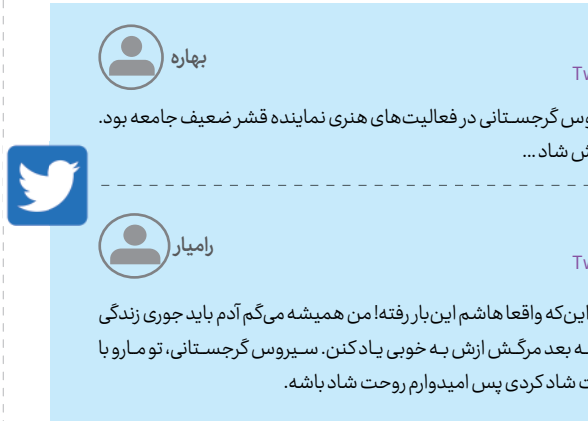 بهاره
Tw
وس گرجستانی در فعالیت‌های هنری نماینده قشر ضعیف جامعه بود.
ش شاد ...
رامیار
Tw
این‌که واقعا هاشم این‌بار رفته! من همیشه می‌گم آدم باید جوری زندگی
ـه بعد مرگش ازش به خوبی یاد کنن. سیروس گرجستانی، تو مارو با
ت شاد کردی پس امیدوارم روحت شاد باشه.